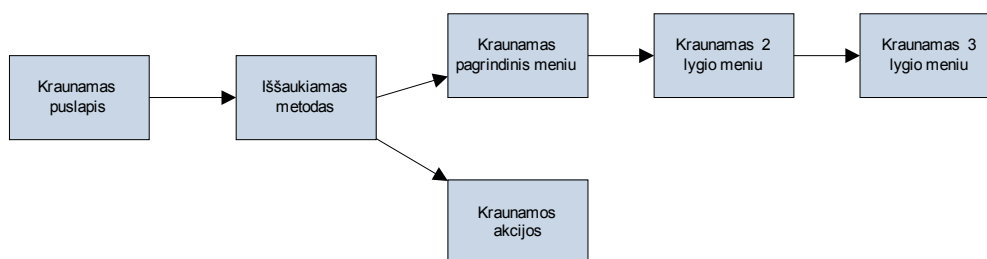 Kraunamas
puslapis
Iššaukiamas
metodas
Kraunamas
pagrindinis meniu
Kraunamas 2
lygio meniu
Kraunamas 3
lygio meniu
Kraunamos
akcijos